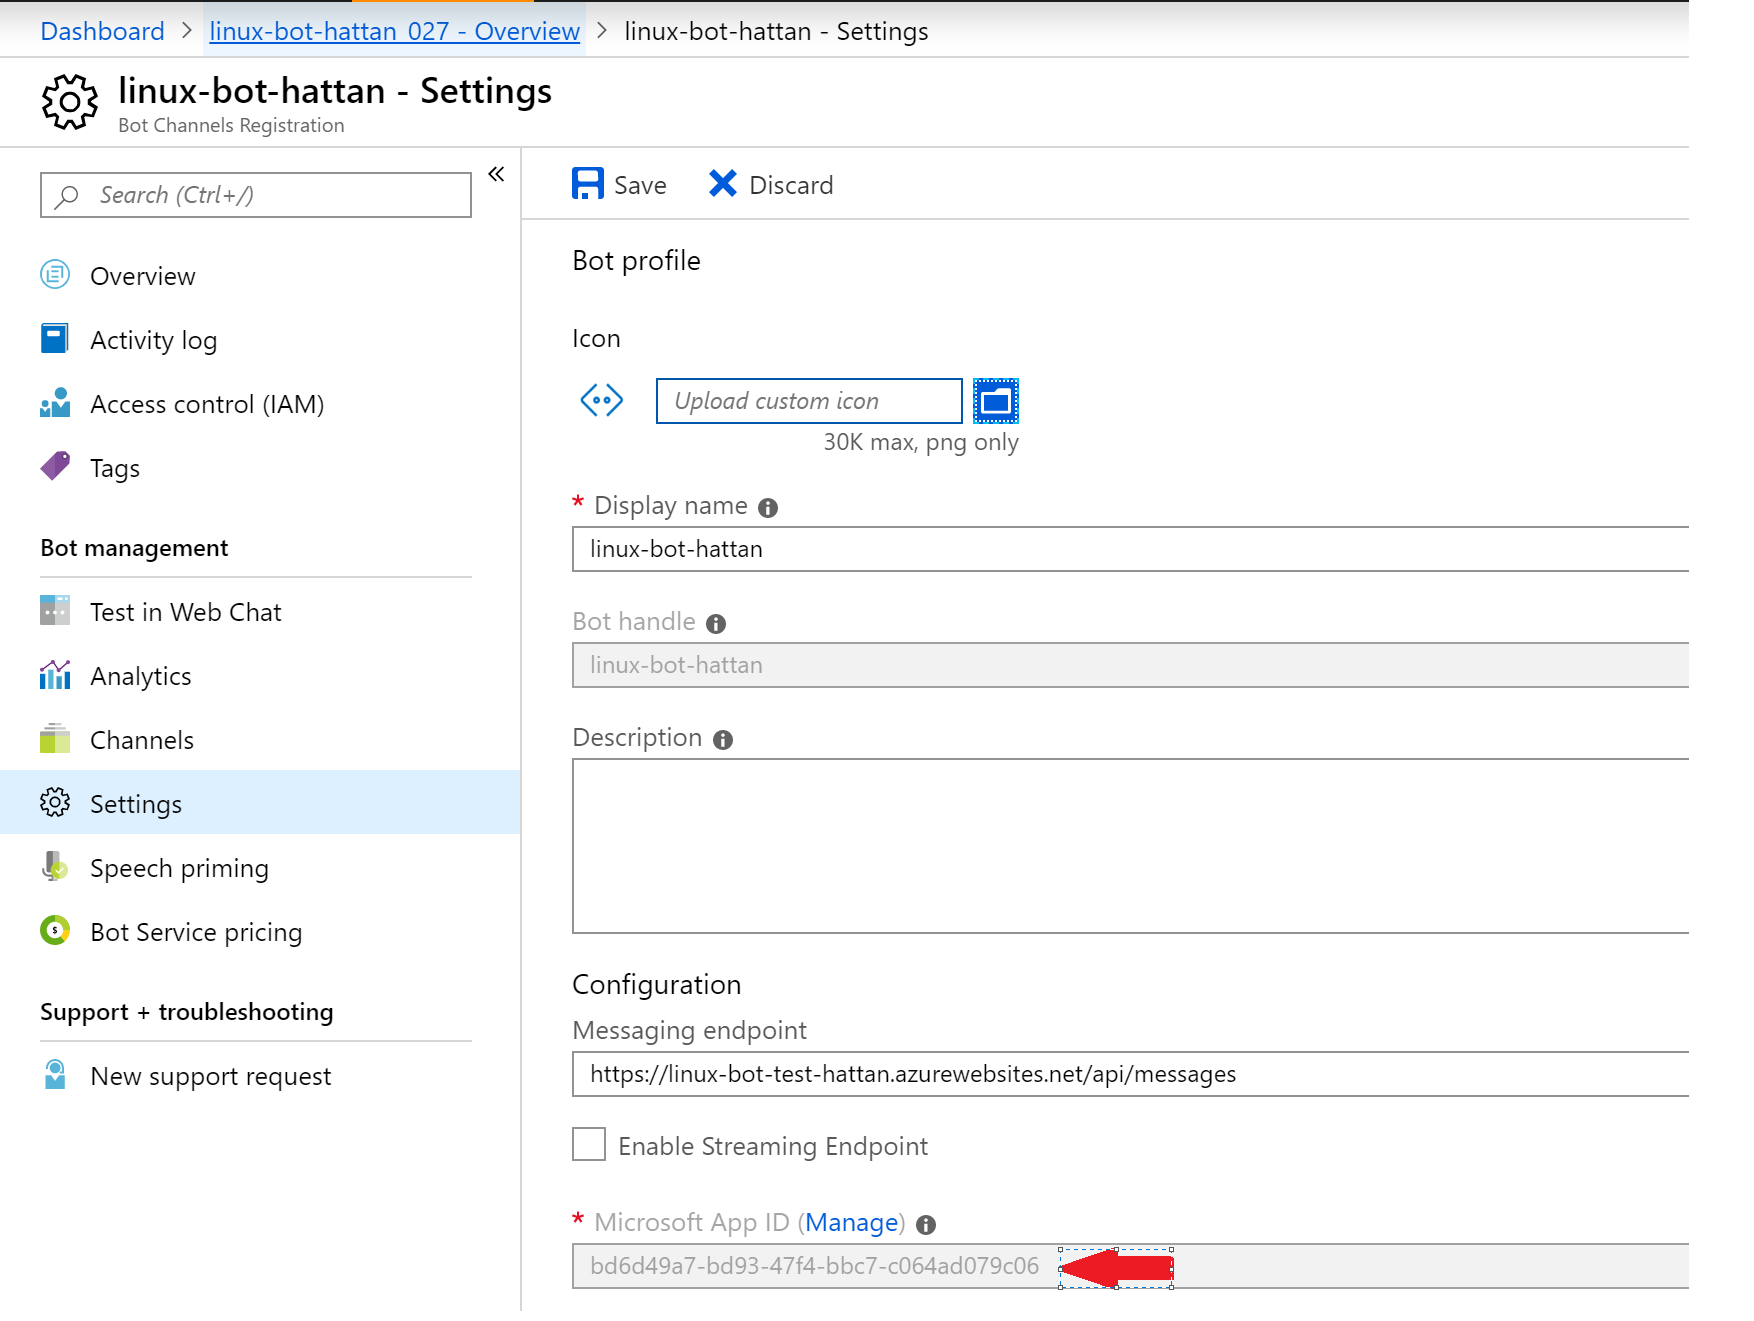 Dashboard > linux-bot-hattan_027 - Overview > linux-bot-hattan - Settings
linux-bot-hattan - Settings
Bot Channels Registration
Search (Ctrl+/)
«
Overview
Activity log
Access control (IAM)
Tags
Bot management
Test in Web Chat
Analytics
Channels
Settings
Speech priming
Bot Service pricing
Support + troubleshooting
New support request
Save Discard
Bot profile
Icon
Upload custom icon
30K max, png only
* Display name
linux-bot-hattan
Bot handle
linux-bot-hattan
Description
Configuration
Messaging endpoint
https://linux-bot-test-hattan.azurewebsites.net/api/messages
Enable Streaming Endpoint
* Microsoft App ID (Manage)
bd6d49a7-bd93-47f4-bbc7-c064ad079c06